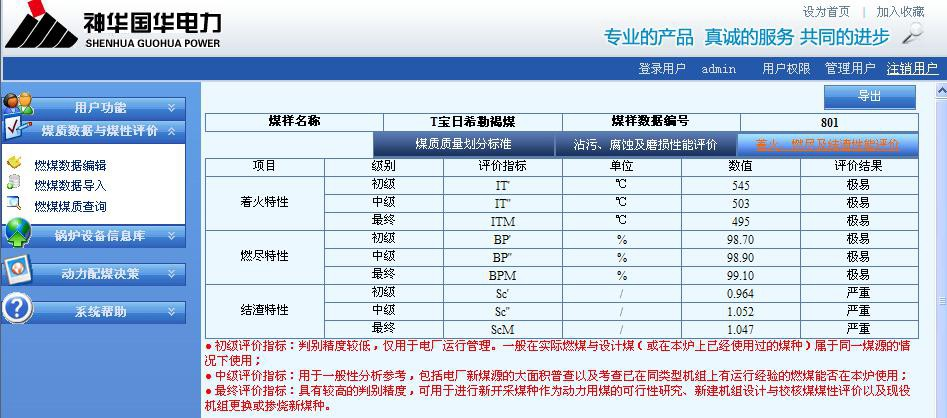 神华国华电力
SHENHUA GUOHUA POWER
设为首页 | 加入收藏
专业的产品 真诚的服务 共同的进步
登录用户 admin 用户权限 管理用户 注销用户
用户功能
煤质数据与煤性评价
燃煤数据编辑
燃煤数据导入
燃煤煤质查询
锅炉设备信息库
动力配煤决策
系统帮助
导出
煤样名称 T宝日希勒褐煤 煤样数据编号 801
煤质质量划分标准 沾污、腐蚀及磨损性能评价 着火、燃尽及结渣性能评价
项目 级别 评价指标 单位 数值 评价结果
着火特性
初级 IT' ℃ 545 极易
中级 IT'' ℃ 503 极易
最终 ITM ℃ 495 极易
燃尽特性
初级 BP' % 98.70 极易
中级 BP'' % 98.90 极易
最终 BPM % 99.10 极易
结渣特性
初级 Sc' / 0.964 严重
中级 Sc'' / 1.052 严重
最终 ScM / 1.047 严重
● 初级评价指标：判别精度较低，仅用于电厂运行管理。一般在实际燃煤与设计煤（或在本炉上已经使用过的煤种）属于同一煤源的情
况下使用；
● 中级评价指标：用于一般性分析参考，包括电厂新煤源的大面积普查以及考查已在同类型机组上有运行经验的燃煤能否在本炉使用；
● 最终评价指标：具有较高的判别精度，可用于进行新开采煤种作为动力用煤的可行性研究、新建机组设计与校核煤煤性评价以及现役
机组更换或掺烧新煤种。